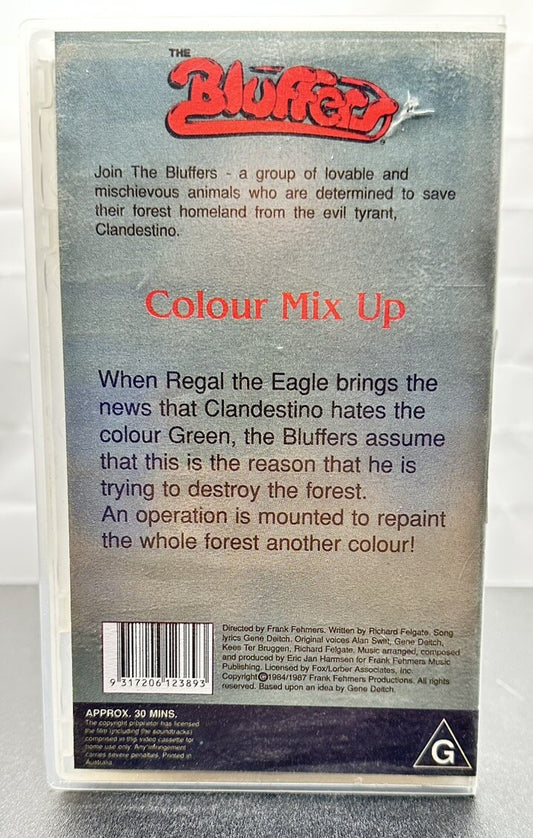 THE
Bluffers
Join The Bluffers - a group of lovable and
mischievous animals who are determined to save
their forest homeland from the evil tyrant,
Clandestino.
Colour Mix Up
When Regal the Eagle brings the
news that Clandestino hates the
colour Green, the Bluffers assume
that this is the reason that he is
trying to destroy the forest.
An operation is mounted to repaint
the whole forest another colour!
Directed by Frank Fehmers. Written by Richard Felgate. Song
lyrics Gene Deitch. Original voices Alan Swift, Gene Deitch,
Kees Ter Bruggen, Richard Felgate. Music arranged, composed
and produced by Eric Jan Harmsen for Frank Fehmers Music
Publishing. Licensed by Fox/Lorber Associates, Inc.
Copyright © 1984/1987 Frank Fehmers Productions. All rights
reserved. Based upon an idea by Gene Deitch.
9 317206 123893
APPROX. 30 MINS.
The copyright proprietor has licensed
the film (including the soundtracks)
comprised in this video cassette for
home use only. Any infringement
carries severe penalties. Printed in
Australia.
G